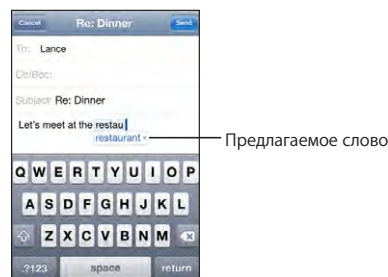 Cancel Re: Dinner Send
To: Lance
Cc/Bcc:
Subject: Re: Dinner
Let's meet at the restau
restaurant ×
Предлагаемое слово
Q W E R T Y U I O P
A S D F G H J K L
Z X C V B N M
.?123 space return